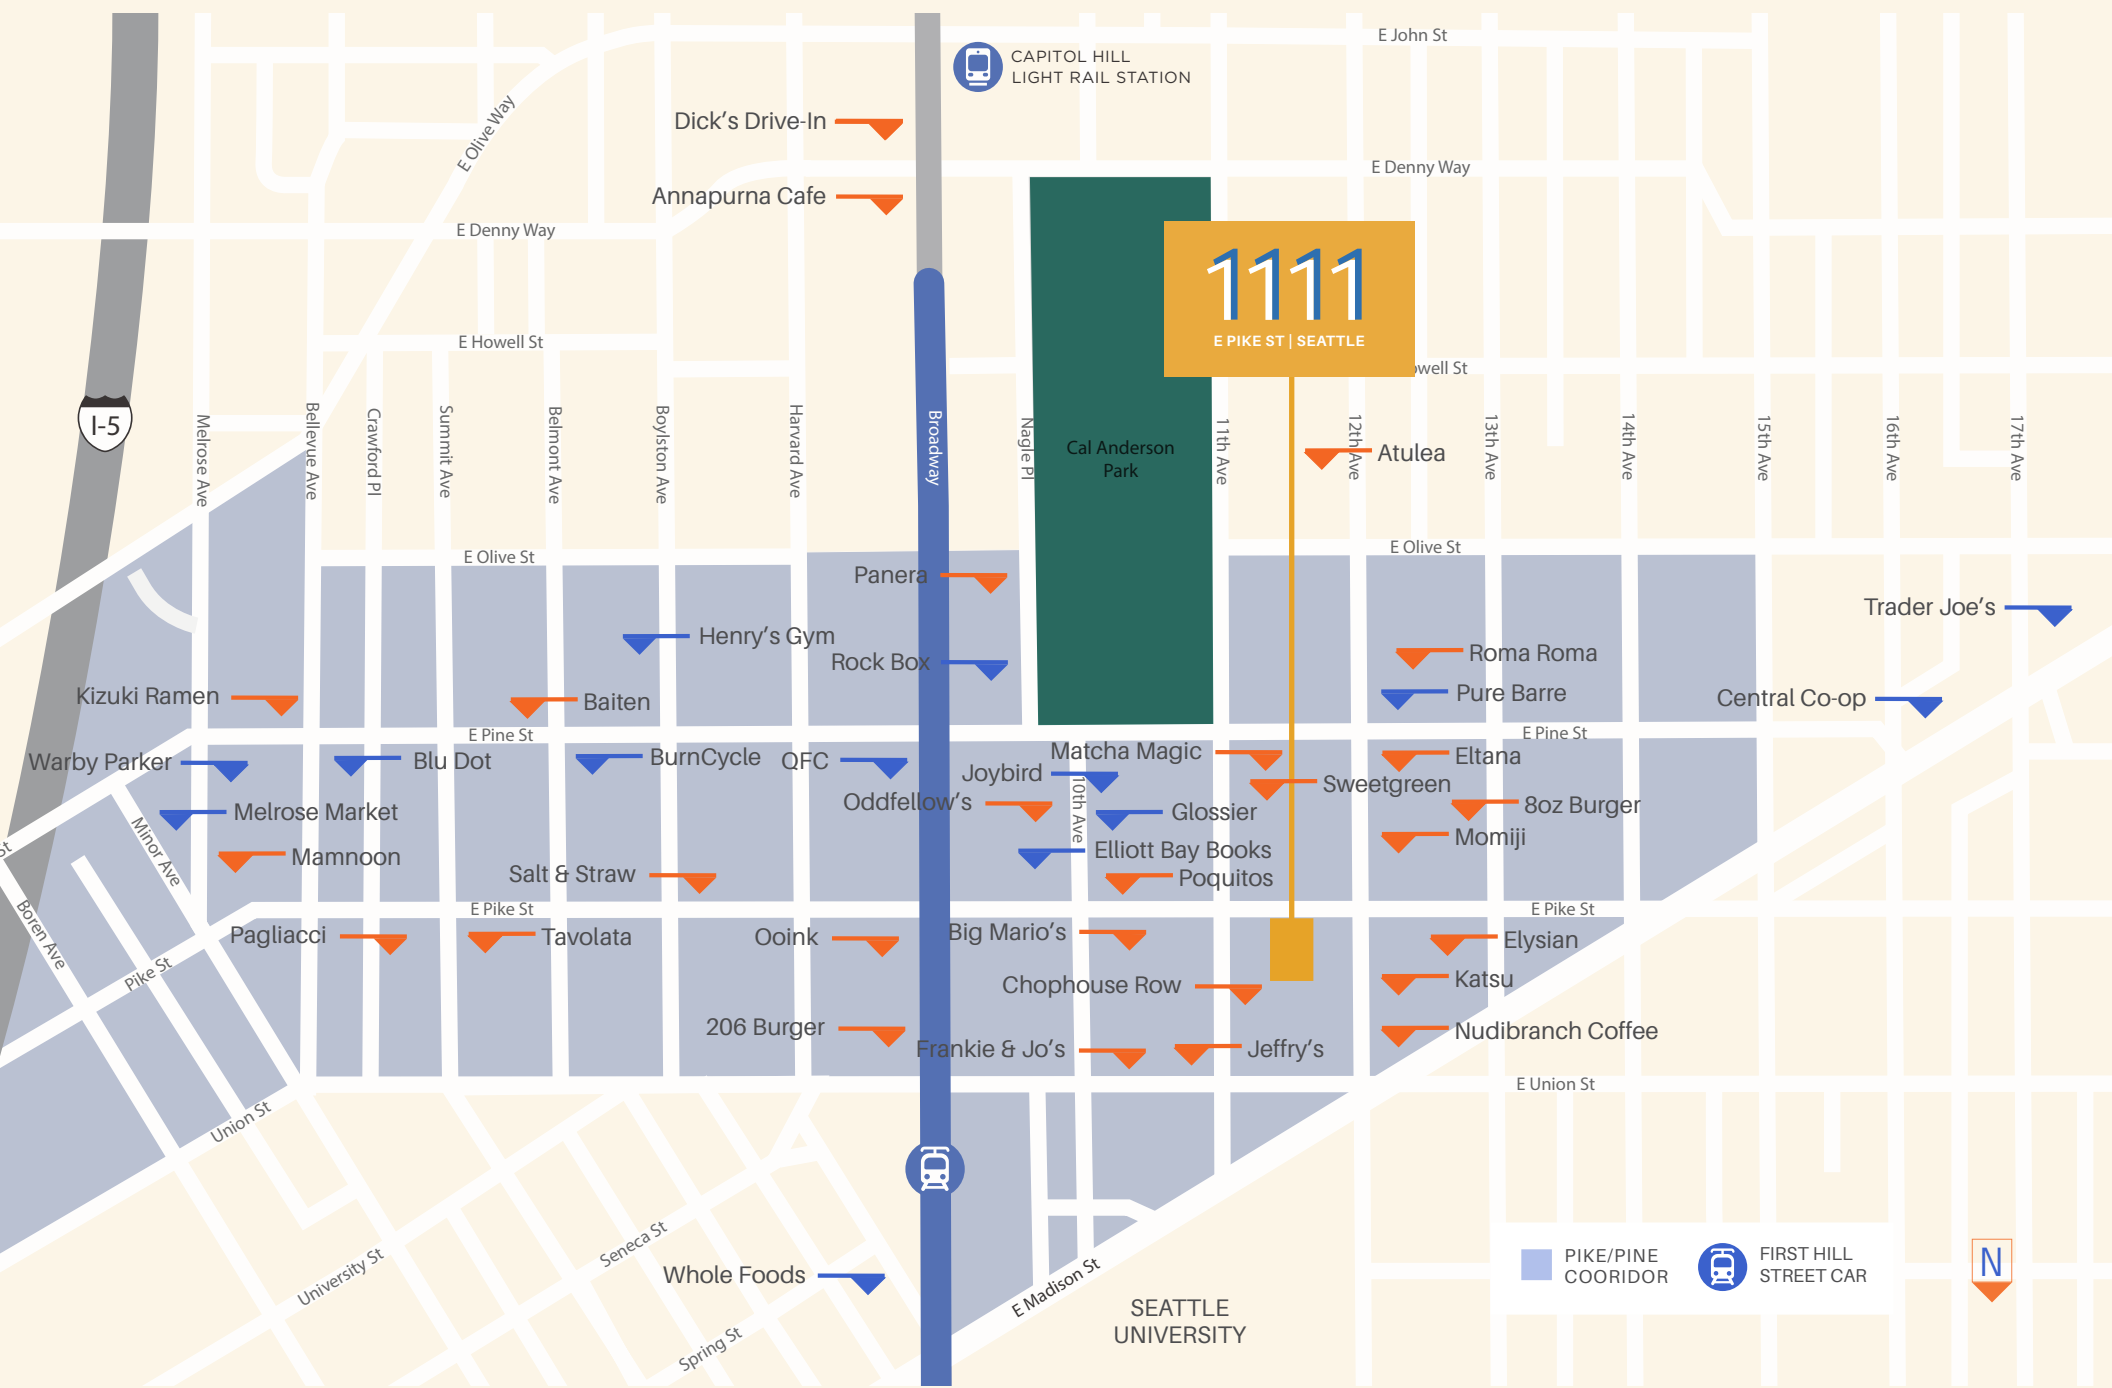 E John St
CAPITOL HILL
LIGHT RAIL STATION
Dick's Drive-In
E Olive Way
E Denny Way
Annapurna Cafe
E Denny Way
1111
E PIKE ST | SEATTLE
E Howell St
owell St
I-5
Melrose Ave
Bellevue Ave
Crawford Pl
Summit Ave
Belmont Ave
Boylston Ave
Harvard Ave
Broadway
Nagle Pl
Cal Anderson
Park
11th Ave
12th Ave
Atulea
13th Ave
14th Ave
15th Ave
16th Ave
17th Ave
E Olive St
E Olive St
Panera
Trader Joe's
Henry's Gym
Rock Box
Roma Roma
Kizuki Ramen
Baiten
Pure Barre
Central Co-op
E Pine St
E Pine St
Warby Parker
Blu Dot
BurnCycle
QFC
Matcha Magic
Eltana
Joybird
Sweetgreen
Oddfellow's
10th Ave
8oz Burger
Melrose Market
Glossier
Momiji
St
Minor Ave
Mamnoon
Elliott Bay Books
Salt & Straw
Poquitos
E Pike St
E Pike St
Boren Ave
Pagliacci
Tavolata
Ooink
Big Mario's
Elysian
Pike St
Chophouse Row
Katsu
206 Burger
Frankie & Jo's
Jeffry's
Nudibranch Coffee
E Union St
Union St
University St
Seneca St
Whole Foods
Spring St
E Madison St
SEATTLE
UNIVERSITY
PIKE/PINE
COORIDOR
FIRST HILL
STREET CAR
N